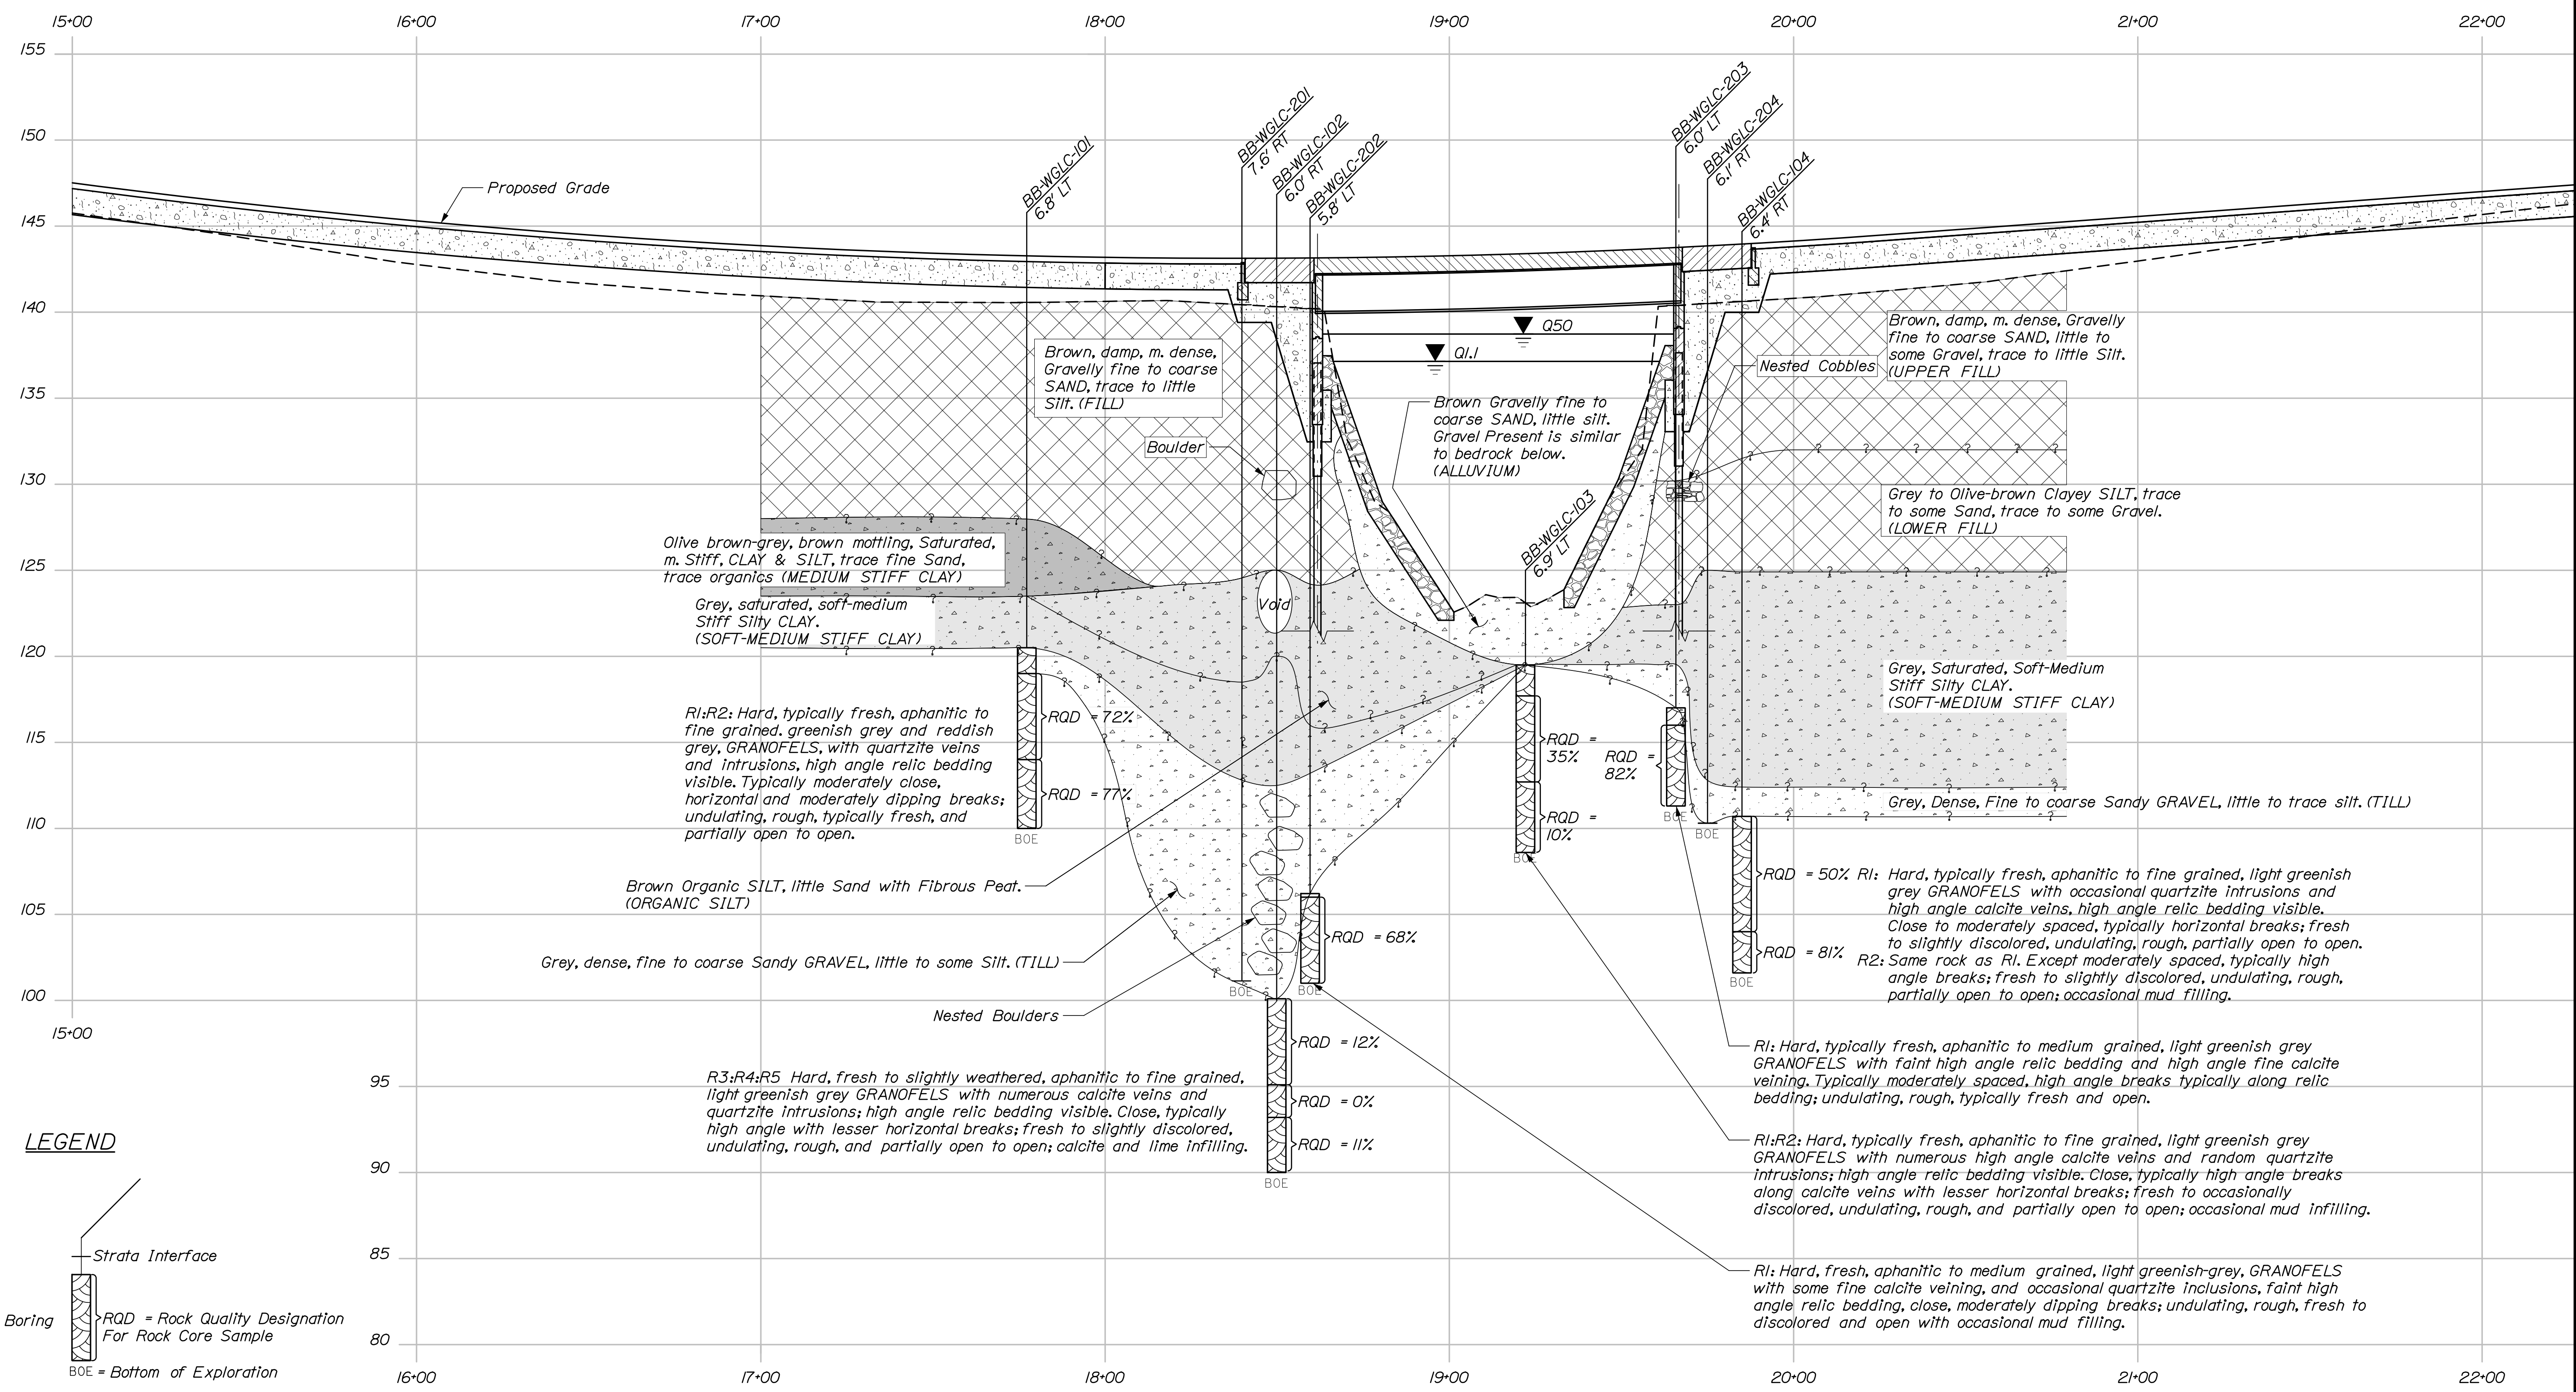 15+00
16+00
17+00
18+00
19+00
20+00
21+00
22+00
155
150
145
140
135
130
125
120
115
110
105
100
15+00
95
90
85
80
16+00
17+00
18+00
19+00
20+00
21+00
22+00
Proposed Grade
BB-WGLC-101
6.8' LT
BB-WGLC-201
7.6' RT
BB-WGLC-102
6.0' RT
BB-WGLC-202
5.8' LT
BB-WGLC-203
6.0' LT
BB-WGLC-204
6.1' RT
BB-WGLC-104
6.4' RT
BB-WGLC-103
6.9' LT
Q50
Q1.1
Brown, damp, m. dense,
Gravelly fine to coarse
SAND, trace to little
Silt. (FILL)
Boulder
Brown Gravelly fine to
coarse SAND, little silt.
Gravel Present is similar
to bedrock below.
(ALLUVIUM)
Nested Cobbles
Brown, damp, m. dense, Gravelly
fine to coarse SAND, little to
some Gravel, trace to little Silt.
(UPPER FILL)
Grey to Olive-brown Clayey SILT, trace
to some Sand, trace to some Gravel.
(LOWER FILL)
Olive brown-grey, brown mottling, Saturated,
m. Stiff, CLAY & SILT, trace fine Sand,
trace organics (MEDIUM STIFF CLAY)
Grey, saturated, soft-medium
Stiff Silty CLAY.
(SOFT-MEDIUM STIFF CLAY)
Void
Grey, Saturated, Soft-Medium
Stiff Silty CLAY.
(SOFT-MEDIUM STIFF CLAY)
R1:R2: Hard, typically fresh, aphanitic to
fine grained. greenish grey and reddish
grey, GRANOFELS, with quartzite veins
and intrusions, high angle relic bedding
visible. Typically moderately close,
horizontal and moderately dipping breaks;
undulating, rough, typically fresh, and
partially open to open.
RQD = 72%
RQD = 77%
BOE
RQD =
35%
RQD =
10%
BOE
RQD =
82%
BOE
BOE
Grey, Dense, Fine to coarse Sandy GRAVEL, little to trace silt. (TILL)
Brown Organic SILT, little Sand with Fibrous Peat.
(ORGANIC SILT)
Grey, dense, fine to coarse Sandy GRAVEL, little to some Silt. (TILL)
Nested Boulders
BOE
BOE
RQD = 68%
RQD = 50%
RQD = 81%
BOE
R1: Hard, typically fresh, aphanitic to fine grained, light greenish
grey GRANOFELS with occasional quartzite intrusions and
high angle calcite veins, high angle relic bedding visible.
Close to moderately spaced, typically horizontal breaks; fresh
to slightly discolored, undulating, rough, partially open to open.
R2: Same rock as R1. Except moderately spaced, typically high
angle breaks; fresh to slightly discolored, undulating, rough,
partially open to open; occasional mud filling.
RQD = 12%
RQD = 0%
RQD = 11%
BOE
R3:R4:R5 Hard, fresh to slightly weathered, aphanitic to fine grained,
light greenish grey GRANOFELS with numerous calcite veins and
quartzite intrusions; high angle relic bedding visible. Close, typically
high angle with lesser horizontal breaks; fresh to slightly discolored,
undulating, rough, and partially open to open; calcite and lime infilling.
R1: Hard, typically fresh, aphanitic to medium grained, light greenish grey
GRANOFELS with faint high angle relic bedding and high angle fine calcite
veining. Typically moderately spaced, high angle breaks typically along relic
bedding; undulating, rough, typically fresh and open.
R1:R2: Hard, typically fresh, aphanitic to fine grained, light greenish grey
GRANOFELS with numerous high angle calcite veins and random quartzite
intrusions; high angle relic bedding visible. Close, typically high angle breaks
along calcite veins with lesser horizontal breaks; fresh to occasionally
discolored, undulating, rough, and partially open to open; occasional mud infilling.
R1: Hard, fresh, aphanitic to medium grained, light greenish-grey, GRANOFELS
with some fine calcite veining, and occasional quartzite inclusions, faint high
angle relic bedding, close, moderately dipping breaks; undulating, rough, fresh to
discolored and open with occasional mud filling.
LEGEND
Strata Interface
Boring
RQD = Rock Quality Designation
For Rock Core Sample
BOE = Bottom of Exploration